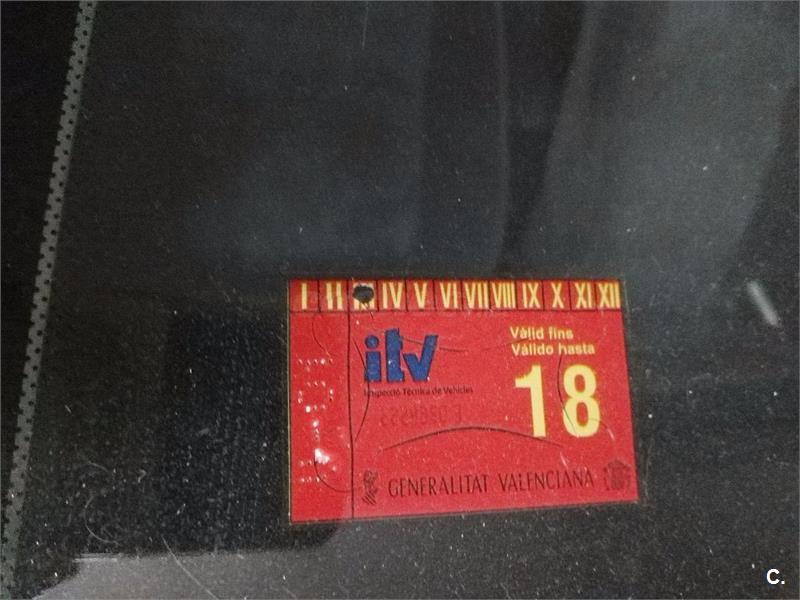 I II III IV V VI VII VIII IX X XI XII
itv
Inspecció Tècnica de Vehicles
Vàlid fins
Válido hasta
18
GENERALITAT VALENCIANA
C.